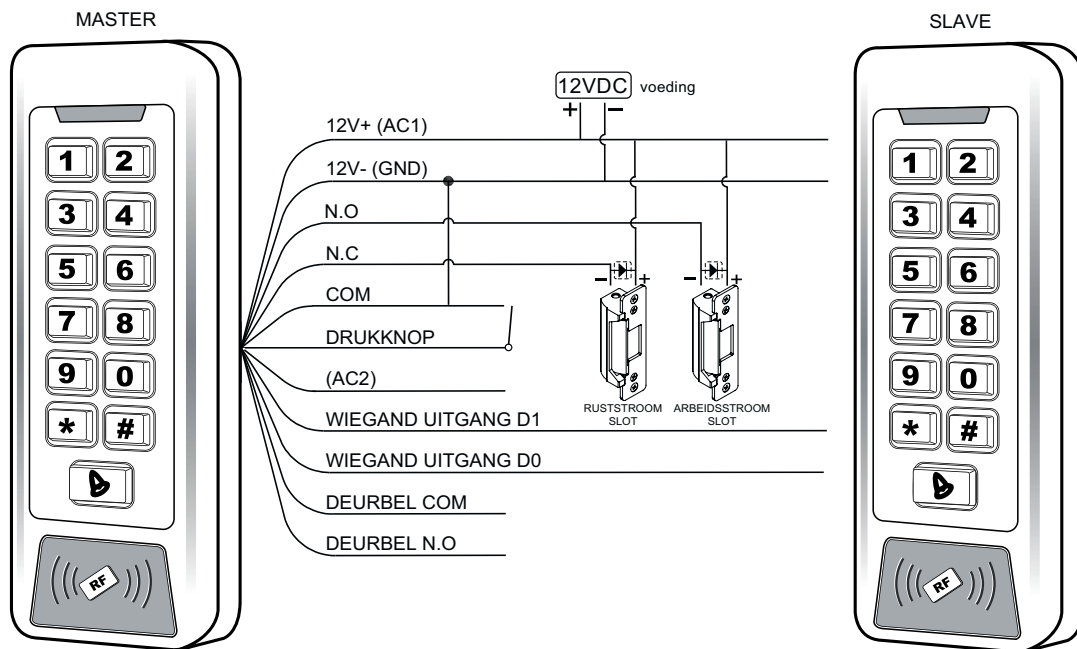 MASTER
SLAVE
12VDC voeding
+ −
12V+ (AC1)
12V- (GND)
N.O
N.C
COM
DRUKKNOP
(AC2)
WIEGAND UITGANG D1
WIEGAND UITGANG D0
DEURBEL COM
DEURBEL N.O
− +
− +
RUSTSTROOM
SLOT
ARBEIDSSTROOM
SLOT
1 2
3 4
5 6
7 8
9 0
* #
RF
1 2
3 4
5 6
7 8
9 0
* #
RF